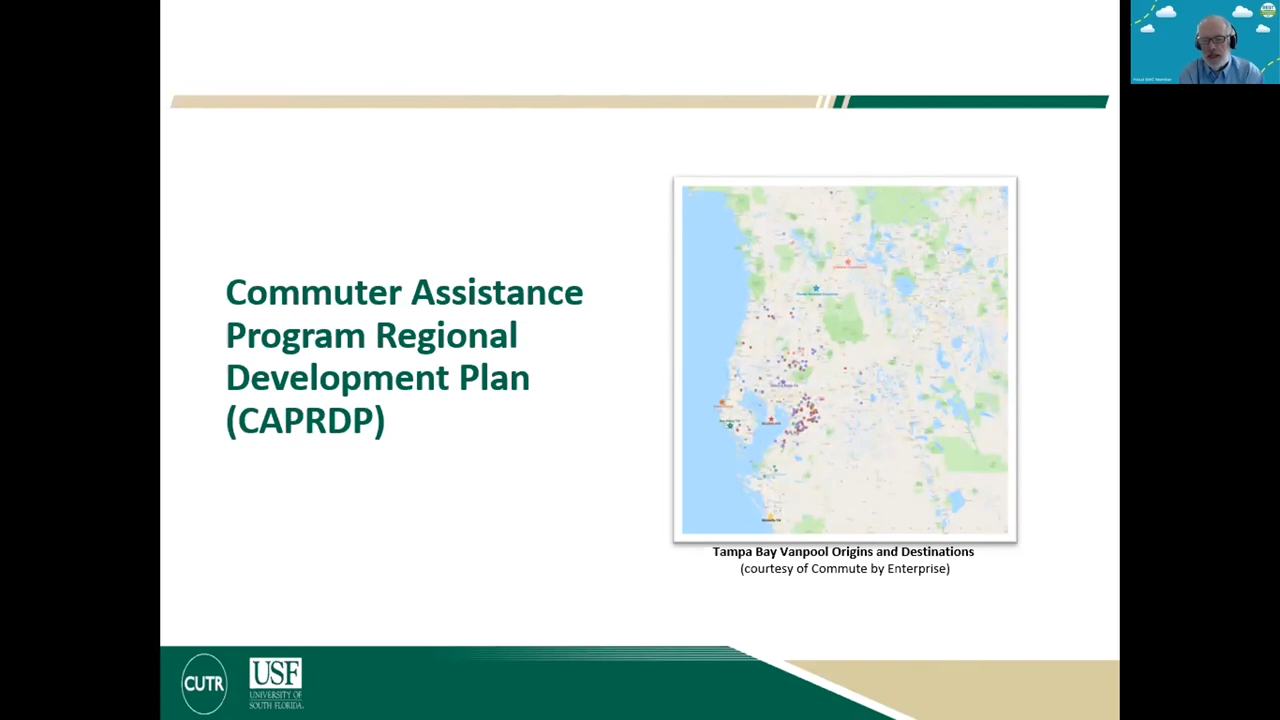 Commuter Assistance
Program Regional
Development Plan
(CAPRDP)
Tampa Bay Vanpool Origins and Destinations
(courtesy of Commute by Enterprise)
CUTR
USF
UNIVERSITY OF
SOUTH FLORIDA